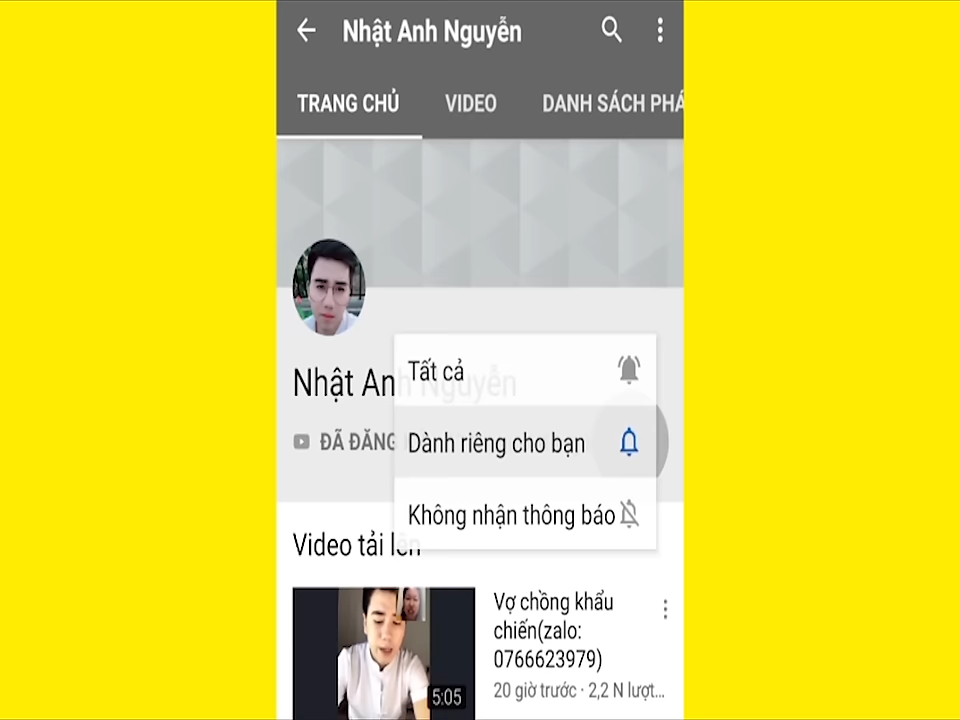 Nhật Anh Nguyễn
TRANG CHỦ VIDEO DANH SÁCH PHÁ
Tất cả
Nhật Anh Nguyễn
ĐÃ ĐĂNG
Dành riêng cho bạn
Không nhận thông báo
Video tải lên
Vợ chồng khẩu
chiến(zalo:
0766623979)
5:05
20 giờ trước · 2,2 N lượt...